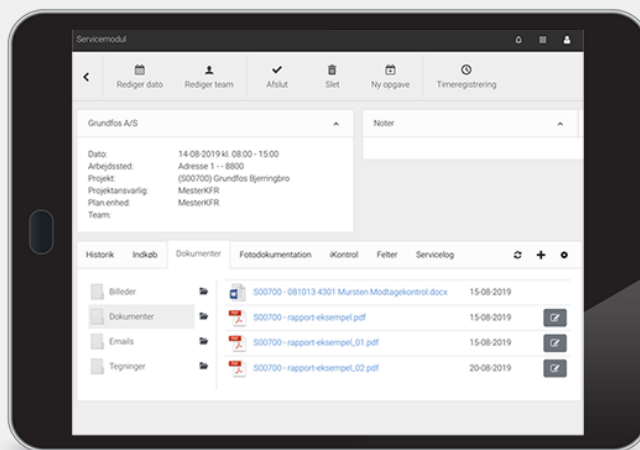 Servicemodul
Rediger dato
Rediger team
Afslut
Slet
Ny opgave
Timeregistrering
Grundfos A/S
Noter
Dato: 14-08-2019 kl. 08:00 - 15:00
Arbejdssted: Adresse 1 - - 8800
Projekt: (S00700) Grundfos Bjerringbro
Projektansvarlig: MesterKFR
Plan.enhed: MesterKFR
Team:
Historik Indkøb Dokumenter Fotodokumentation iKontrol Felter Servicelog
Billeder
Dokumenter
Emails
Tegninger
S00700 - 081013 4301 Mursten Modtagekontrol.docx 15-08-2019
PDF S00700 - rapport-eksempel.pdf 15-08-2019
PDF S00700 - rapport-eksempel_01.pdf 15-08-2019
PDF S00700 - rapport-eksempel_02.pdf 20-08-2019